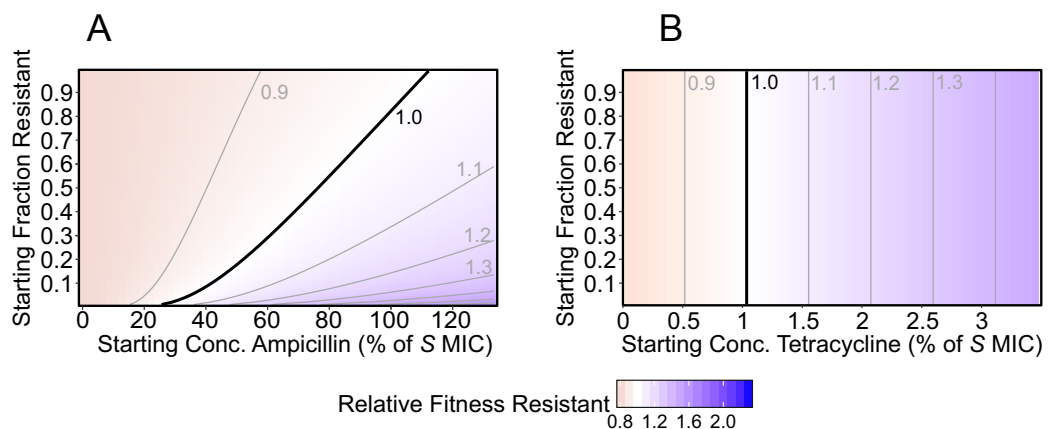 A
B
Starting Fraction Resistant
0.9
0.8
0.7
0.6
0.5
0.4
0.3
0.2
0.1
0.9
1.0
1.1
1.2
1.3
0 20 40 60 80 100 120
Starting Conc. Ampicillin (% of S MIC)
Starting Fraction Resistant
0.9
0.8
0.7
0.6
0.5
0.4
0.3
0.2
0.1
0.9 1.0 1.1 1.2 1.3
0 0.5 1 1.5 2 2.5 3
Starting Conc. Tetracycline (% of S MIC)
Relative Fitness Resistant
0.8 1.2 1.6 2.0